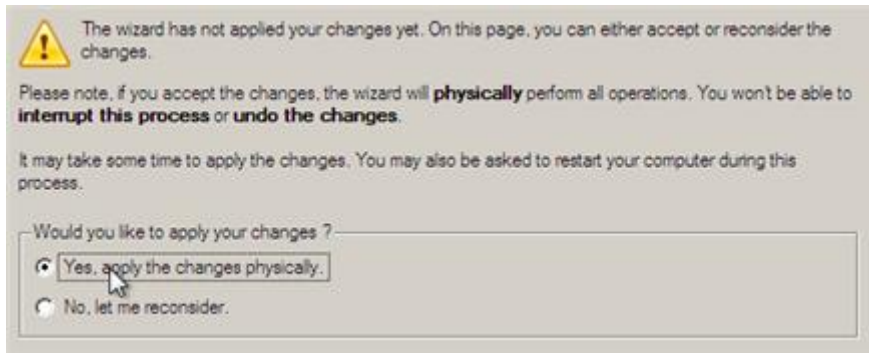 The wizard has not applied your changes yet. On this page, you can either accept or reconsider the
changes.
Please note, if you accept the changes, the wizard will physically perform all operations. You won't be able to
interrupt this process or undo the changes.
It may take some time to apply the changes. You may also be asked to restart your computer during this
process.
Would you like to apply your changes ?
Yes, apply the changes physically.
No, let me reconsider.